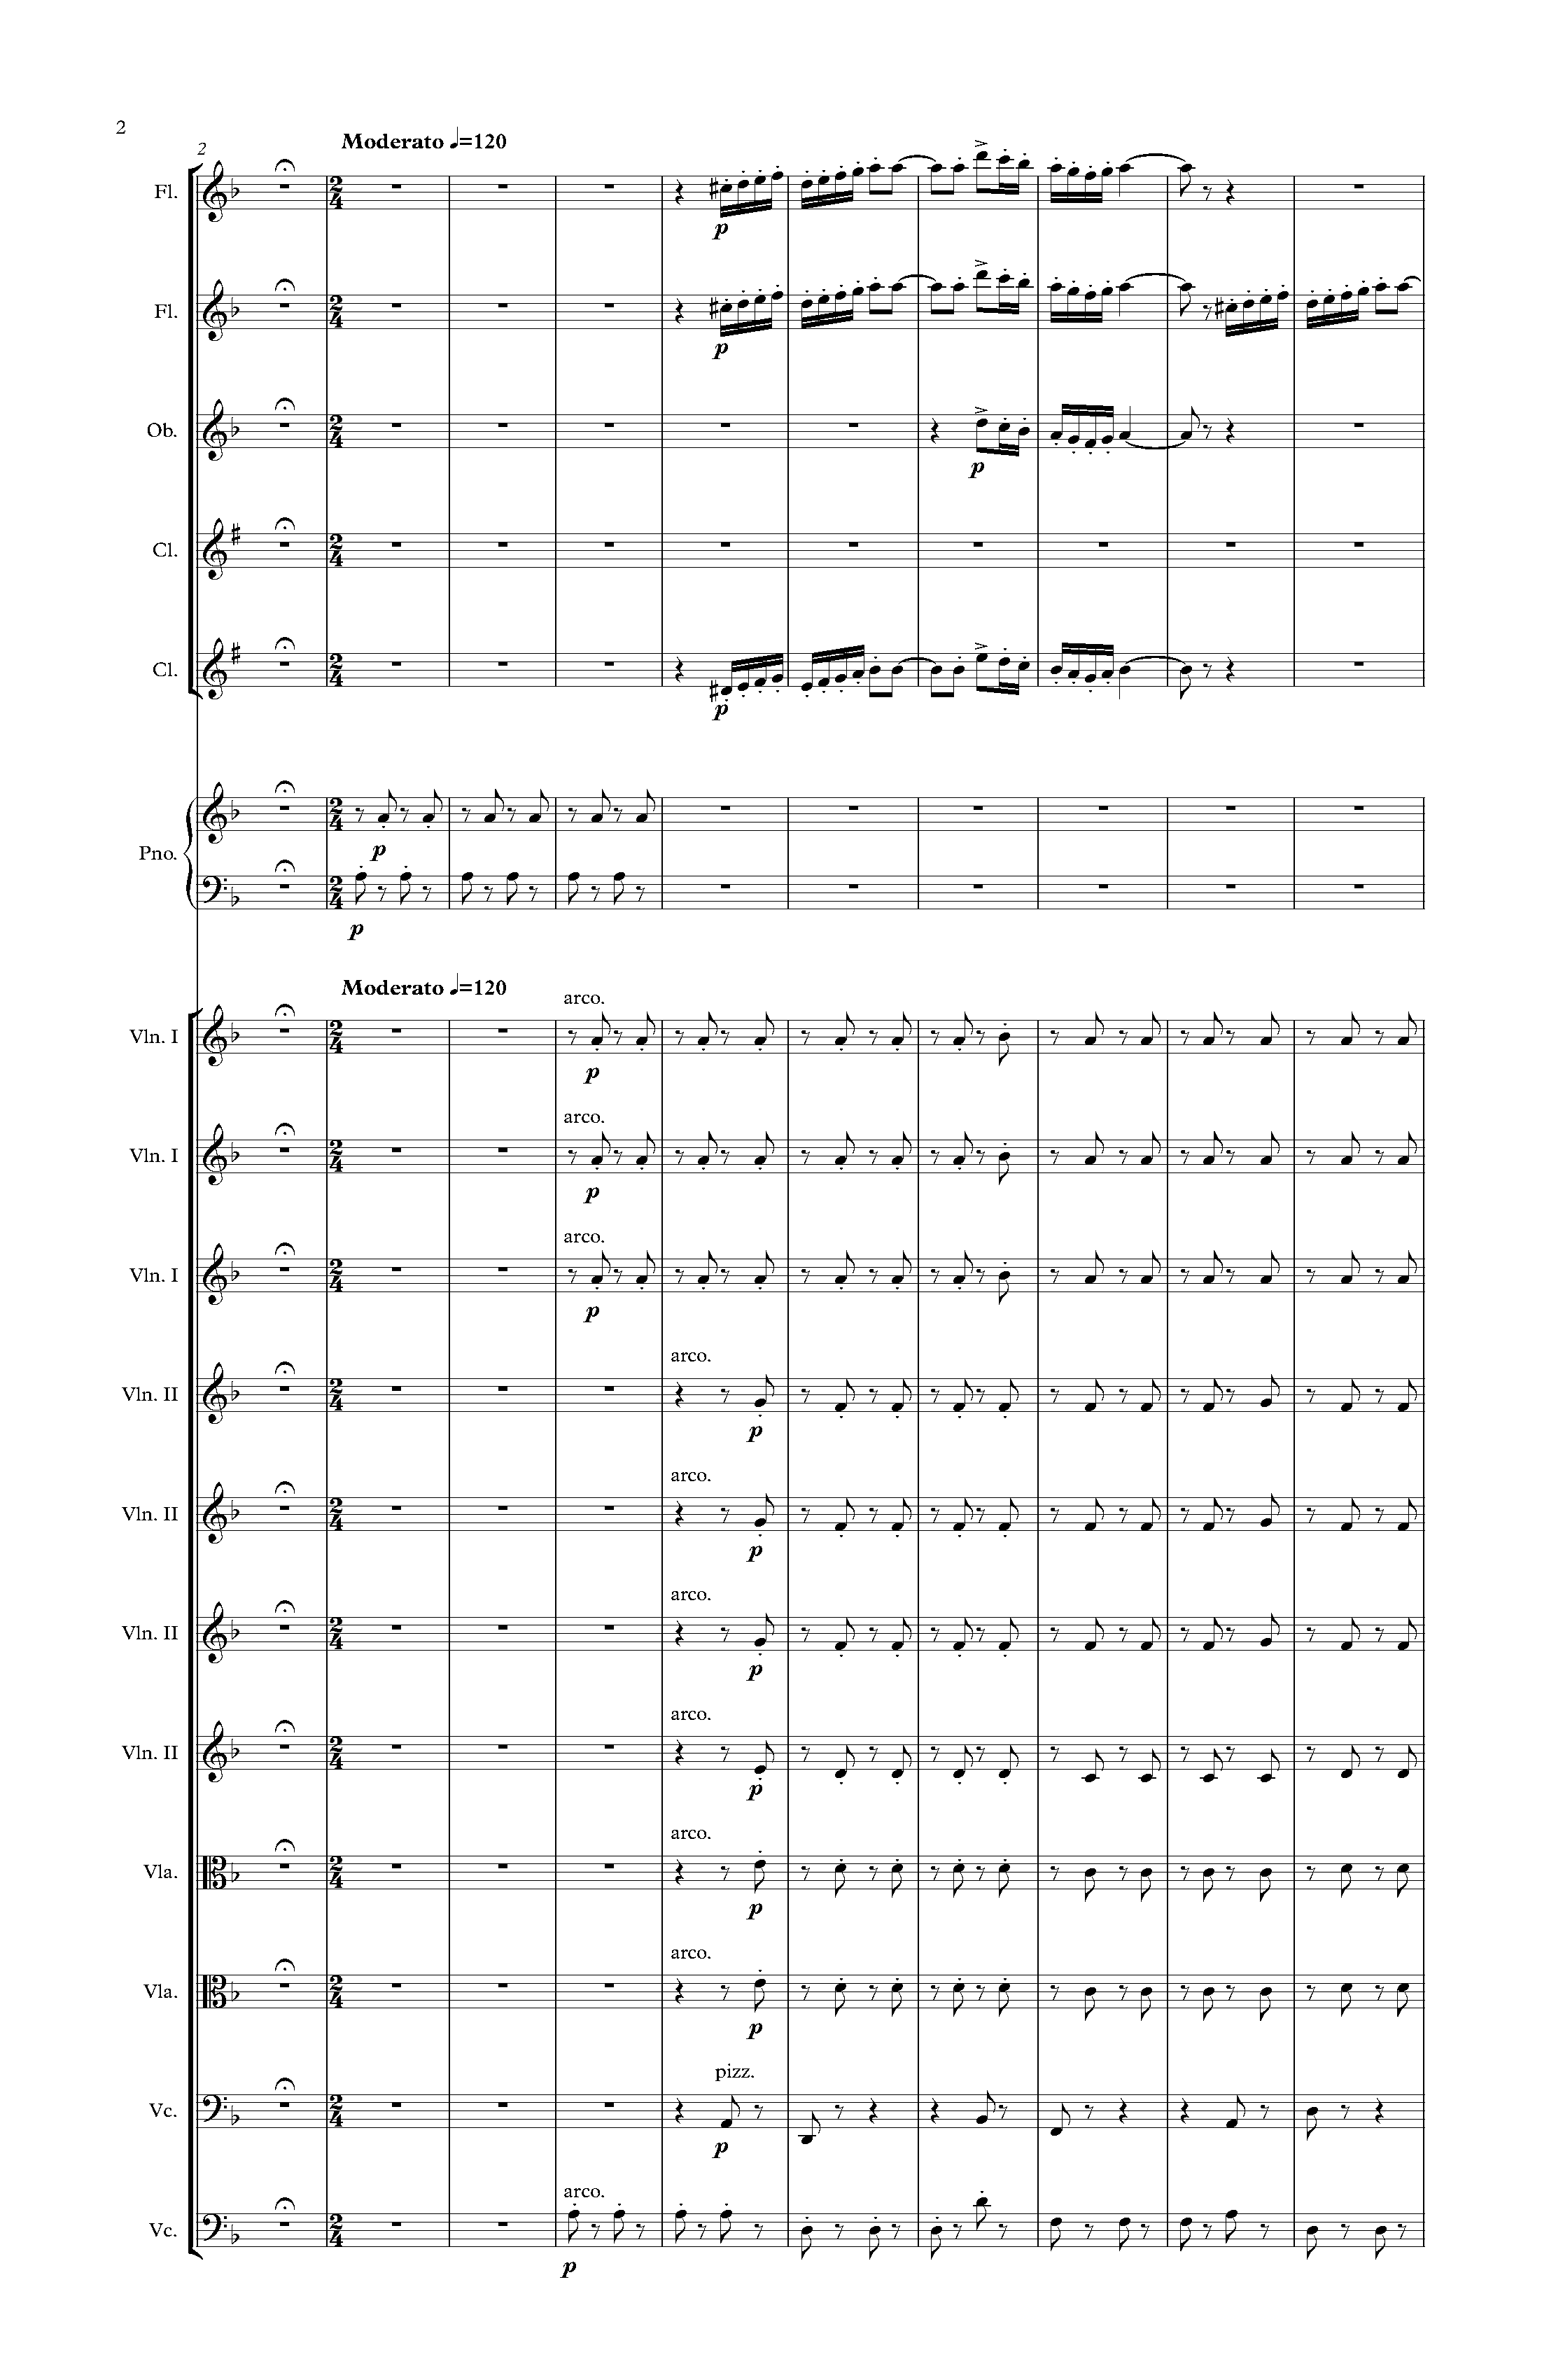 2
Moderato ♩=120
2
Fl.
p
Fl.
p
Ob.
p
Cl.
Cl.
p
Pno.
p
p
Moderato ♩=120
arco.
Vln. I
p
arco.
Vln. I
p
arco.
Vln. I
p
arco.
Vln. II
p
arco.
Vln. II
p
arco.
Vln. II
p
arco.
Vln. II
p
arco.
Vla.
p
arco.
Vla.
p
pizz.
Vc.
p
arco.
Vc.
p